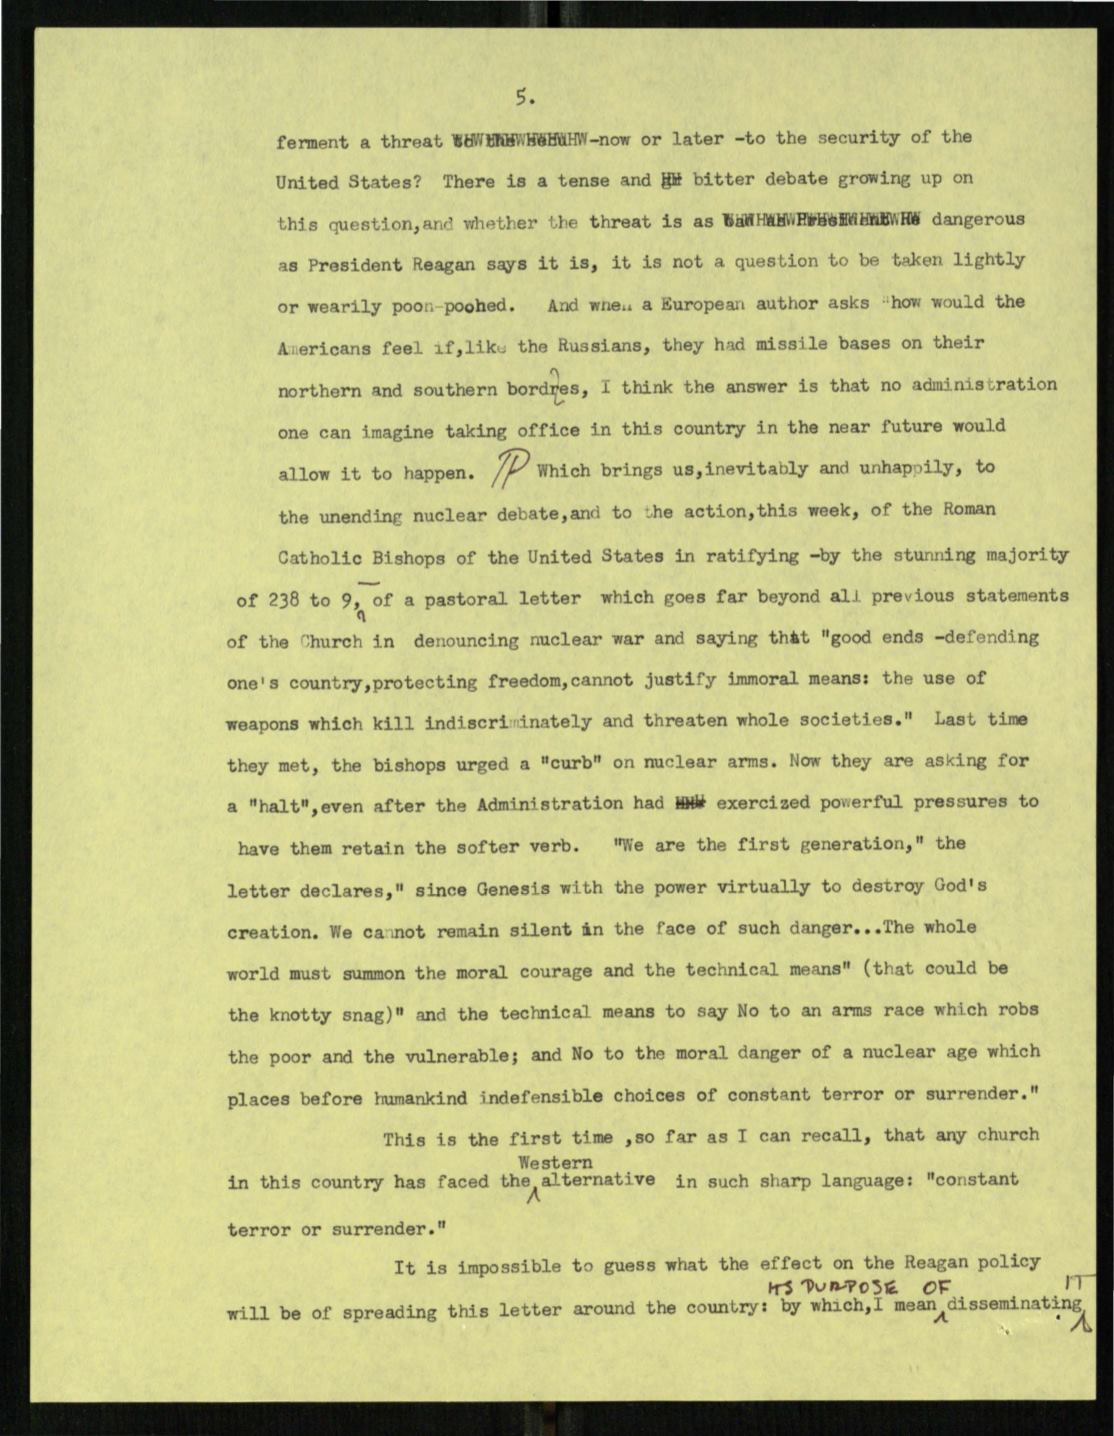 5.
ferment a threat -now or later -to the security of the
United States? There is a tense and bitter debate growing up on
this question,and whether the threat is as dangerous
as President Reagan says it is, it is not a question to be taken lightly
or wearily pooh-poohed. And when a European author asks "how would the
Americans feel if,like the Russians, they had missile bases on their
northern and southern bordres, I think the answer is that no administration
one can imagine taking office in this country in the near future would
allow it to happen. Which brings us,inevitably and unhappily, to
the unending nuclear debate,and to the action,this week, of the Roman
Catholic Bishops of the United States in ratifying -by the stunning majority
of 238 to 9, of a pastoral letter which goes far beyond all previous statements
of the Church in denouncing nuclear war and saying that "good ends -defending
one's country,protecting freedom,cannot justify immoral means: the use of
weapons which kill indiscriminately and threaten whole societies." Last time
they met, the bishops urged a "curb" on nuclear arms. Now they are asking for
a "halt",even after the Administration had exercized powerful pressures to
have them retain the softer verb. "We are the first generation," the
letter declares," since Genesis with the power virtually to destroy God's
creation. We cannot remain silent in the face of such danger...The whole
world must summon the moral courage and the technical means" (that could be
the knotty snag)" and the technical means to say No to an arms race which robs
the poor and the vulnerable; and No to the moral danger of a nuclear age which
places before humankind indefensible choices of constant terror or surrender."
This is the first time ,so far as I can recall, that any church
Western
in this country has faced the alternative in such sharp language: "constant
terror or surrender."
It is impossible to guess what the effect on the Reagan policy
ITS PURPOSE OF IT
will be of spreading this letter around the country: by which,I mean disseminating